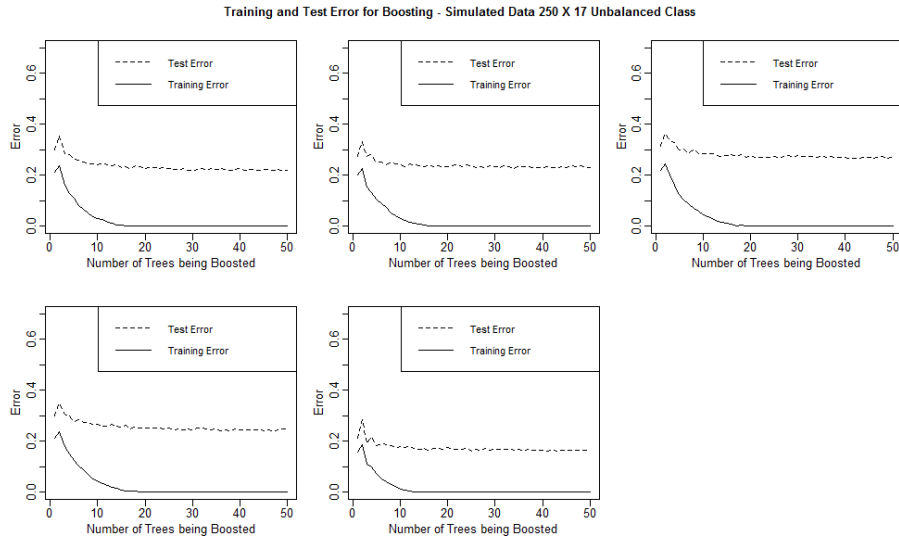 Training and Test Error for Boosting - Simulated Data 250 X 17 Unbalanced Class
Test Error
Training Error
Error
0.0 0.2 0.4 0.6
0 10 20 30 40 50
Number of Trees being Boosted
Test Error
Training Error
Error
0.0 0.2 0.4 0.6
0 10 20 30 40 50
Number of Trees being Boosted
Test Error
Training Error
Error
0.0 0.2 0.4 0.6
0 10 20 30 40 50
Number of Trees being Boosted
Test Error
Training Error
Error
0.0 0.2 0.4 0.6
0 10 20 30 40 50
Number of Trees being Boosted
Test Error
Training Error
Error
0.0 0.2 0.4 0.6
0 10 20 30 40 50
Number of Trees being Boosted